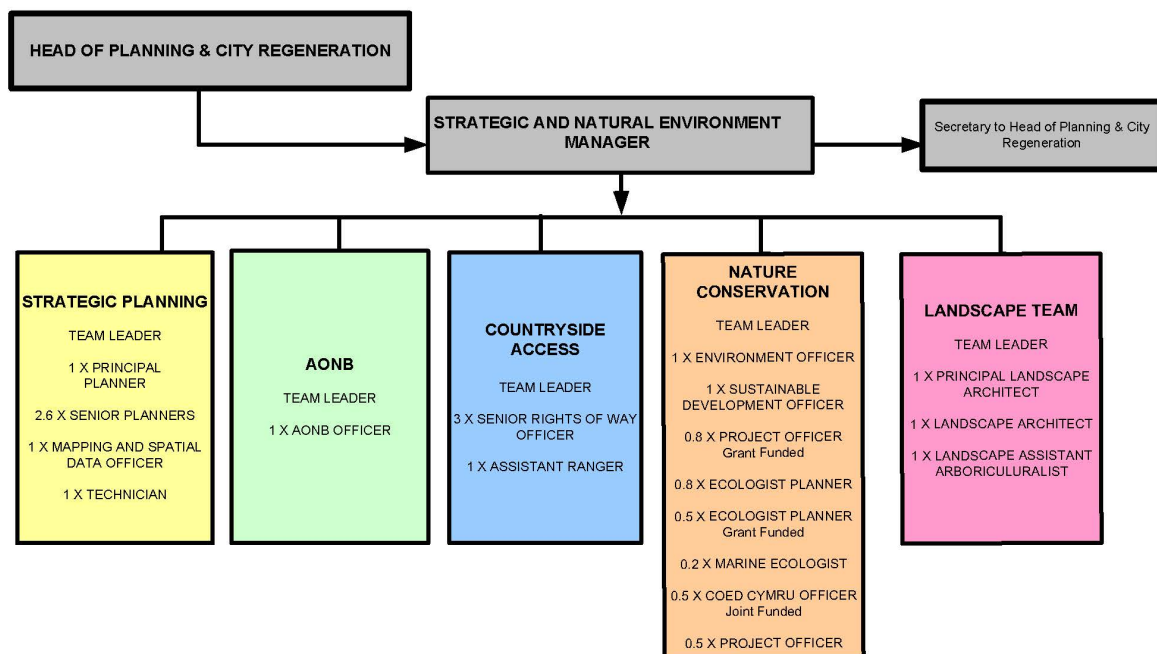 HEAD OF PLANNING & CITY REGENERATION
STRATEGIC AND NATURAL ENVIRONMENT
MANAGER
Secretary to Head of Planning & City
Regeneration
STRATEGIC PLANNING
TEAM LEADER
1 X PRINCIPAL
PLANNER
2.6 X SENIOR PLANNERS
1 X MAPPING AND SPATIAL
DATA OFFICER
1 X TECHNICIAN
AONB
TEAM LEADER
1 X AONB OFFICER
COUNTRYSIDE
ACCESS
TEAM LEADER
3 X SENIOR RIGHTS OF WAY
OFFICER
1 X ASSISTANT RANGER
NATURE
CONSERVATION
TEAM LEADER
1 X ENVIRONMENT OFFICER
1 X SUSTAINABLE
DEVELOPMENT OFFICER
0.8 X PROJECT OFFICER
Grant Funded
0.8 X ECOLOGIST PLANNER
0.5 X ECOLOGIST PLANNER
Grant Funded
0.2 X MARINE ECOLOGIST
0.5 X COED CYMRU OFFICER
Joint Funded
0.5 X PROJECT OFFICER
LANDSCAPE TEAM
TEAM LEADER
1 X PRINCIPAL LANDSCAPE
ARCHITECT
1 X LANDSCAPE ARCHITECT
1 X LANDSCAPE ASSISTANT
ARBORICULURALIST